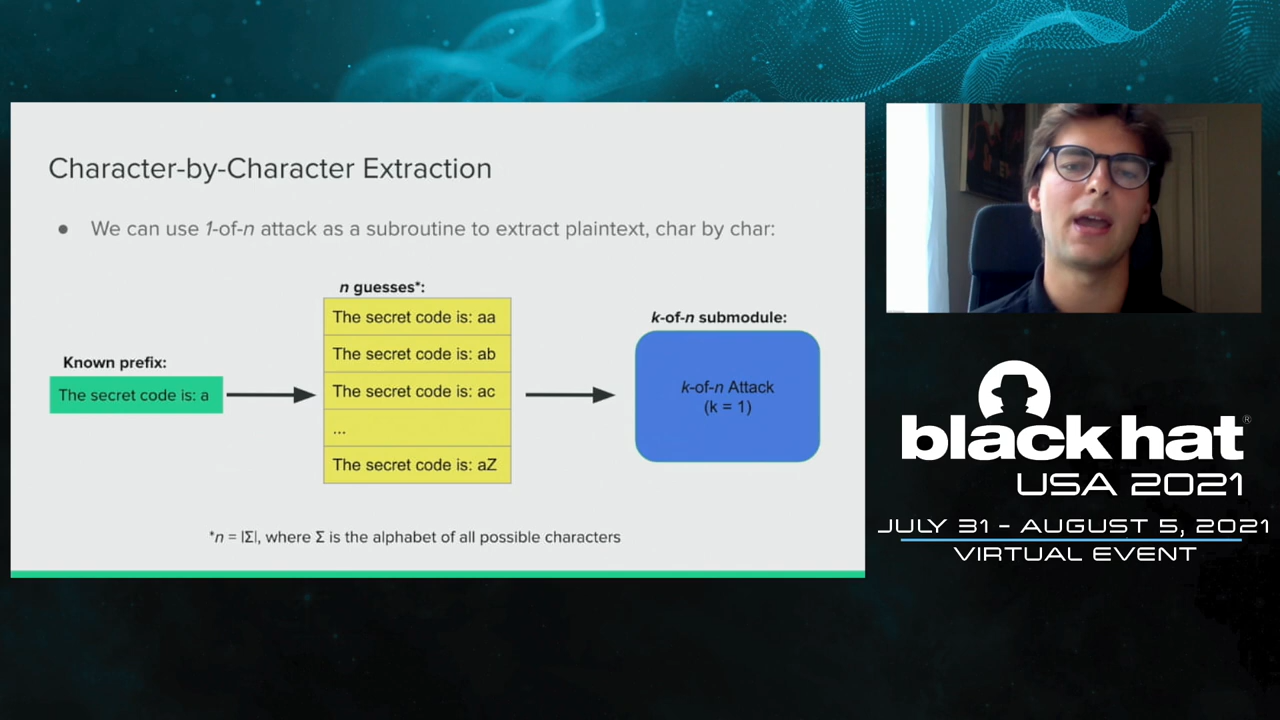 Character-by-Character Extraction
● We can use 1-of-n attack as a subroutine to extract plaintext, char by char:
n guesses*:
The secret code is: aa
The secret code is: ab
The secret code is: ac
...
The secret code is: aZ
Known prefix:
The secret code is: a
k-of-n submodule:
k-of-n Attack
(k = 1)
*n = |Σ|, where Σ is the alphabet of all possible characters
black hat®
USA 2021
JULY 31 - AUGUST 5, 2021
VIRTUAL EVENT